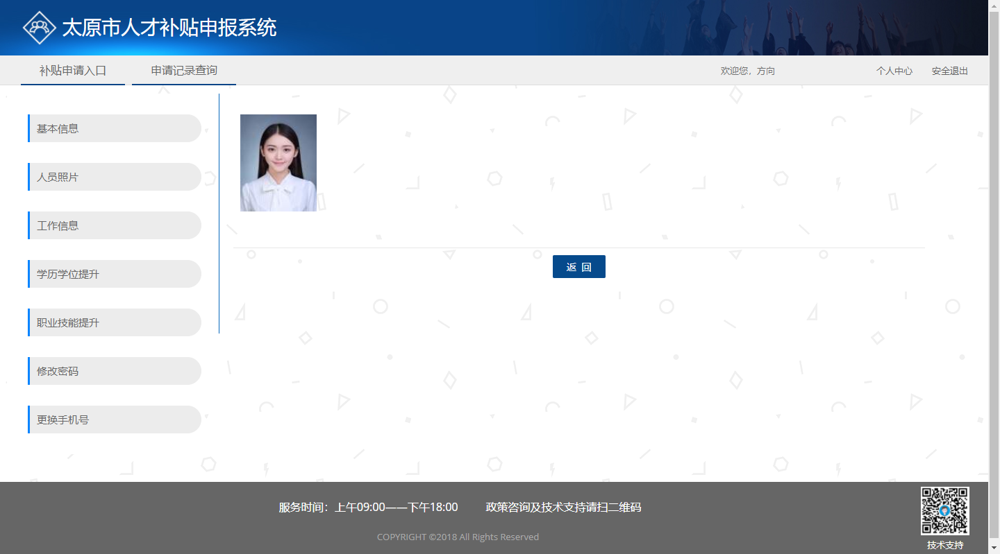 太原市人才补贴申报系统
补贴申请入口 申请记录查询 欢迎您，方向 个人中心 安全退出
基本信息
人员照片
工作信息
学历学位提升
职业技能提升
修改密码
更换手机号
返 回
服务时间：上午09:00——下午18:00 政策咨询及技术支持请扫二维码
COPYRIGHT ©2018 All Rights Reserved
技术支持